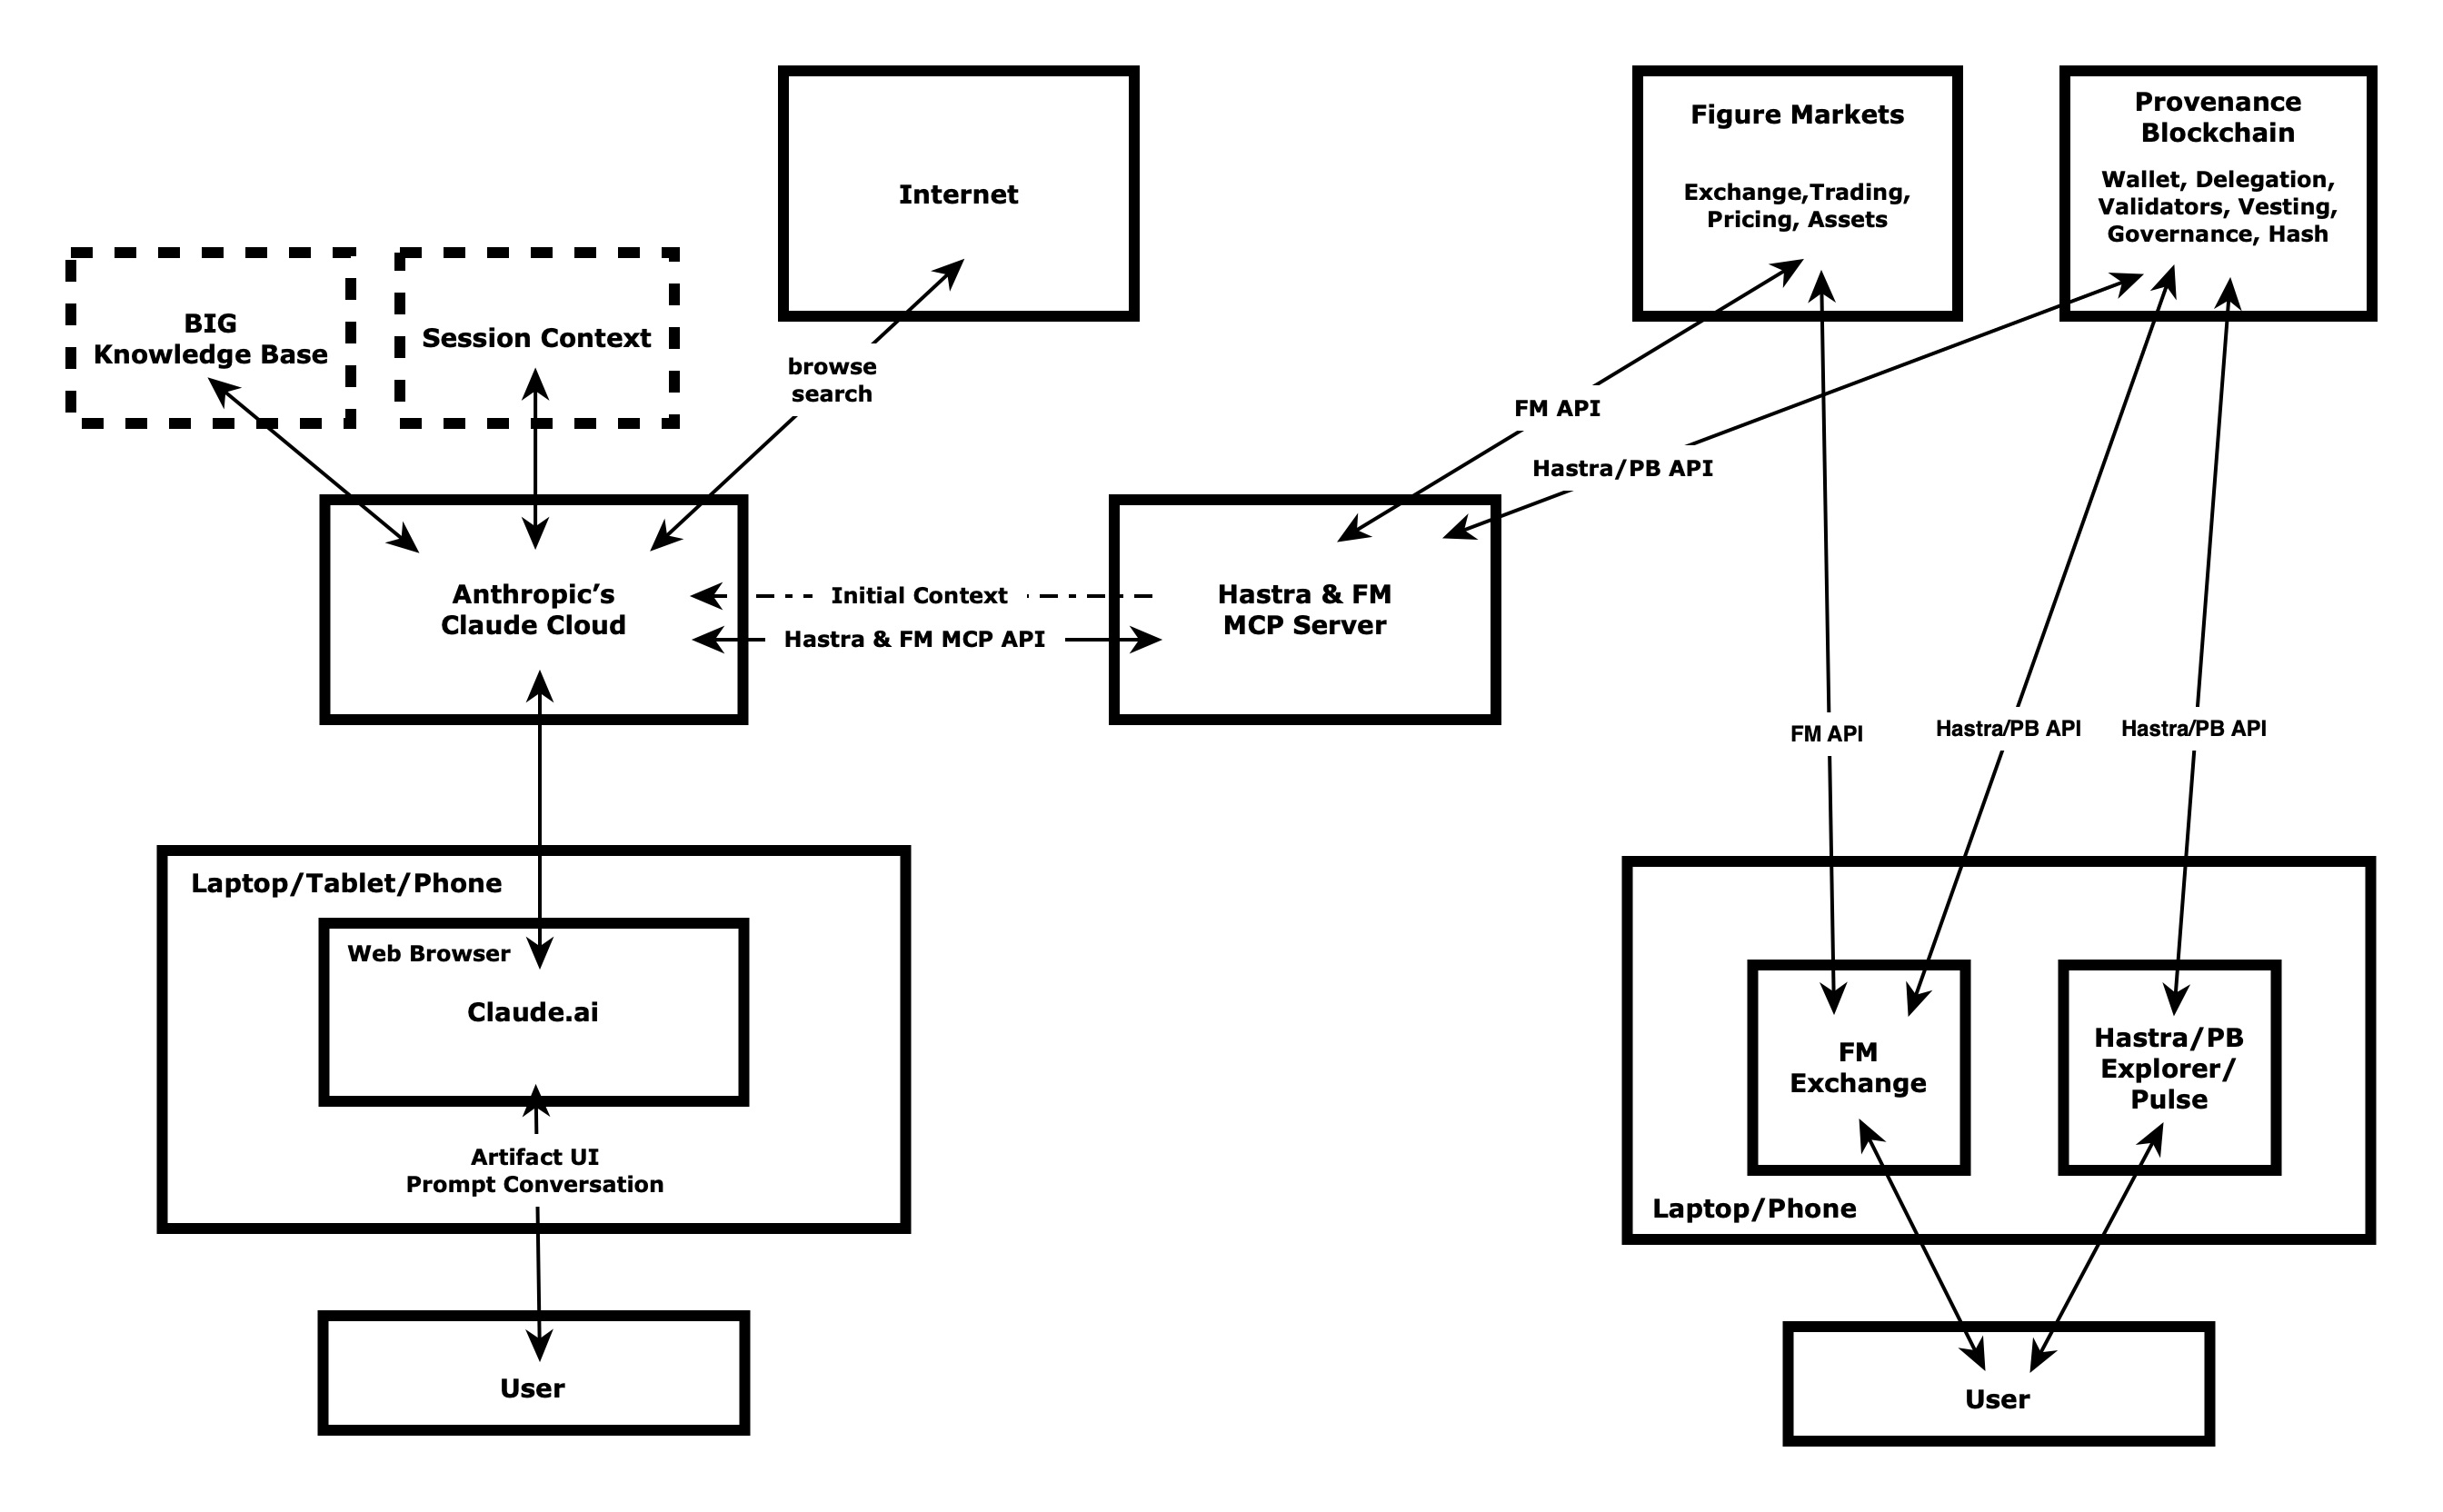 Internet
Figure Markets
Exchange,Trading,
Pricing, Assets
Provenance
Blockchain
Wallet, Delegation,
Validators, Vesting,
Governance, Hash
BIG
Knowledge Base
Session Context
browse
search
FM API
Hastra/PB API
Anthropic’s
Claude Cloud
Initial Context
Hastra & FM MCP API
Hastra & FM
MCP Server
FM API
Hastra/PB API
Hastra/PB API
Laptop/Tablet/Phone
Web Browser
Claude.ai
Artifact UI
Prompt Conversation
User
FM
Exchange
Hastra/PB
Explorer/
Pulse
Laptop/Phone
User